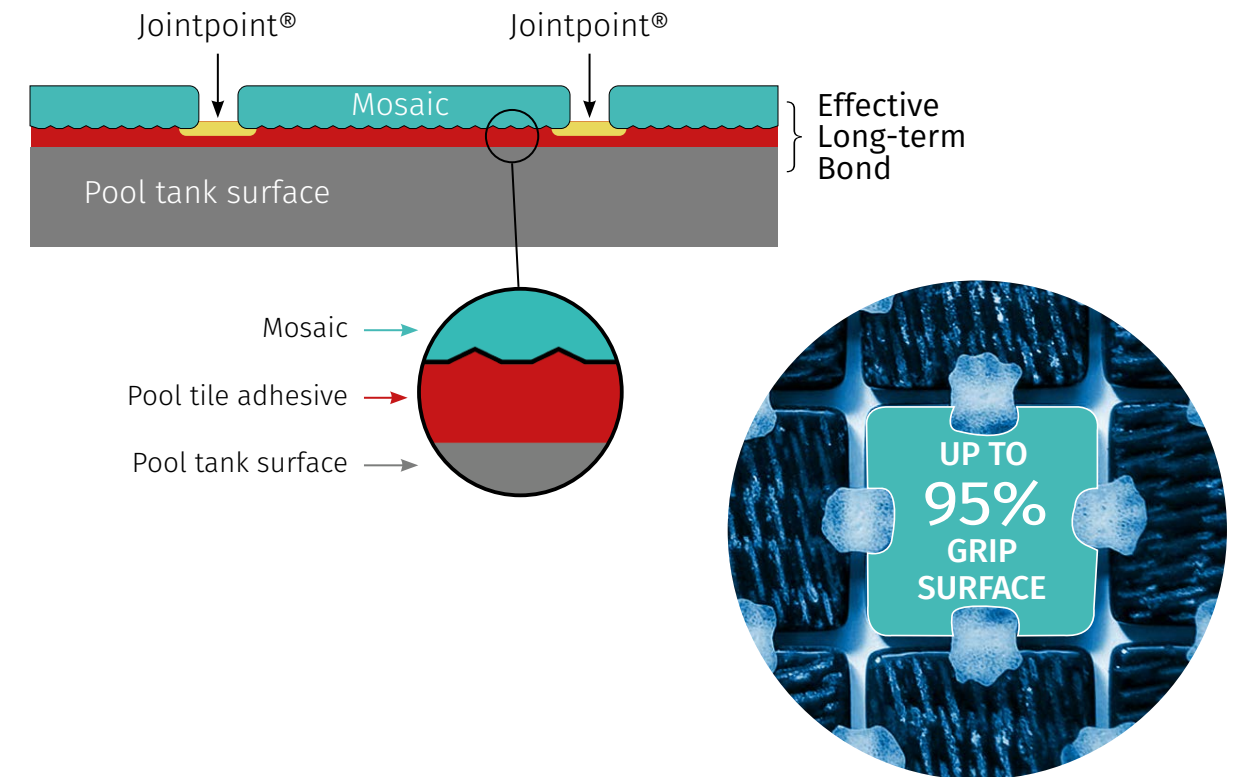 Jointpoint®
Jointpoint®
Mosaic
Effective
Long-term
Bond
Pool tank surface
Mosaic
Pool tile adhesive
Pool tank surface
UP TO
95%
GRIP
SURFACE